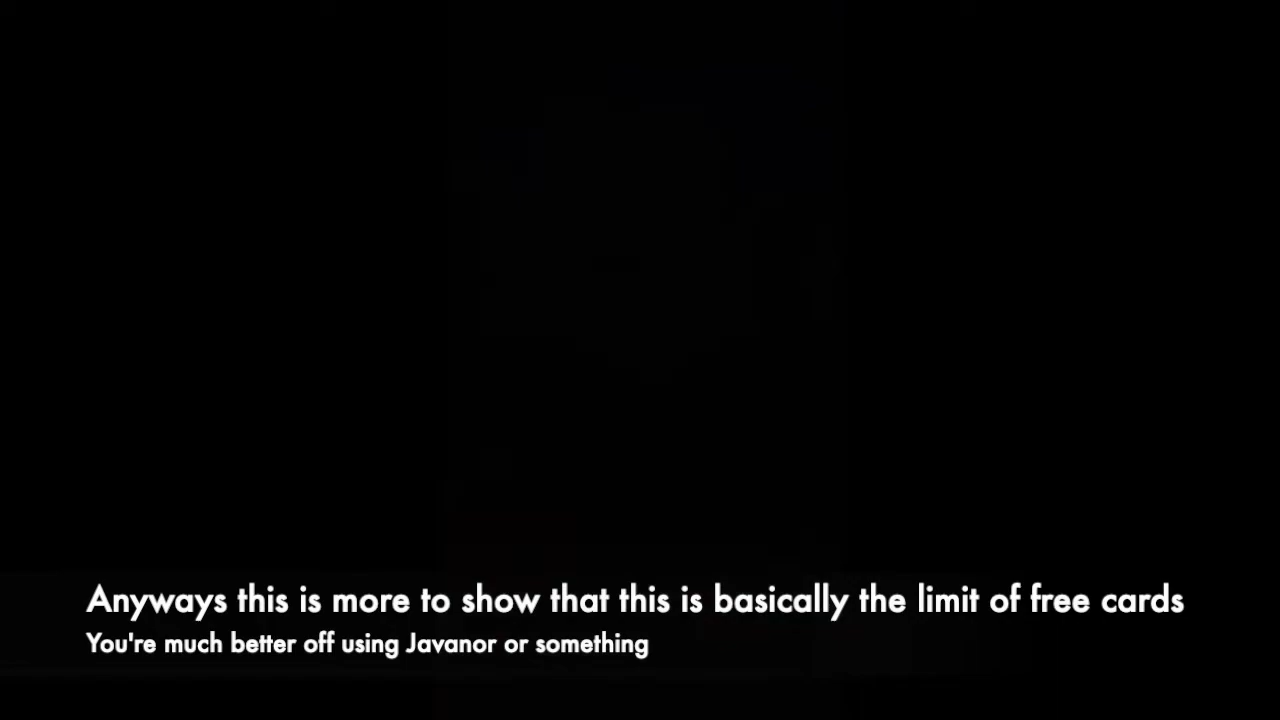 Anyways this is more to show that this is basically the limit of free cards
You're much better off using Javanor or something